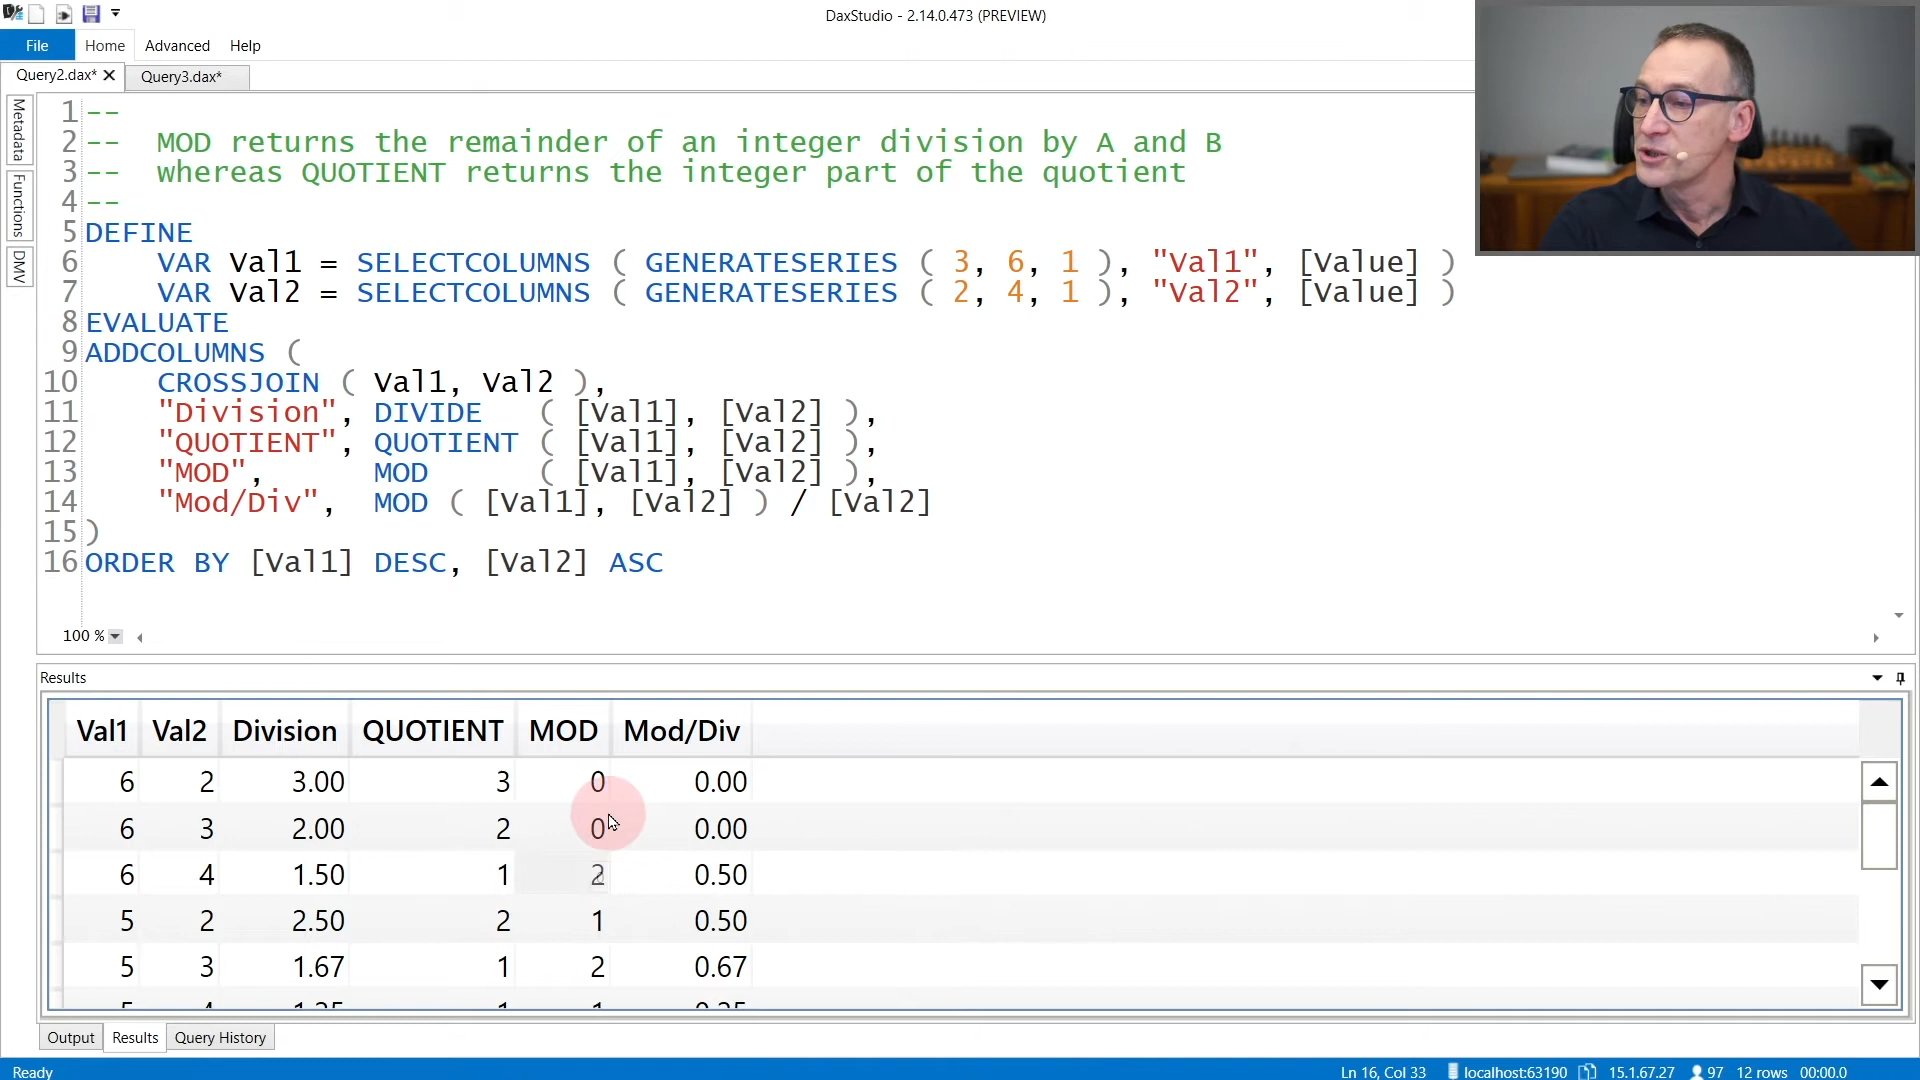 DaxStudio - 2.14.0.473 (PREVIEW)
File Home Advanced Help
Query2.dax* Query3.dax*
Metadata
Functions
DMV
1 --
2 -- MOD returns the remainder of an integer division by A and B
3 -- whereas QUOTIENT returns the integer part of the quotient
4 --
5 DEFINE
6 VAR Val1 = SELECTCOLUMNS ( GENERATESERIES ( 3, 6, 1 ), "Val1", [Value] )
7 VAR Val2 = SELECTCOLUMNS ( GENERATESERIES ( 2, 4, 1 ), "Val2", [Value] )
8 EVALUATE
9 ADDCOLUMNS (
10 CROSSJOIN ( Val1, Val2 ),
11 "Division", DIVIDE ( [Val1], [Val2] ),
12 "QUOTIENT", QUOTIENT ( [Val1], [Val2] ),
13 "MOD", MOD ( [Val1], [Val2] ),
14 "Mod/Div", MOD ( [Val1], [Val2] ) / [Val2]
15 )
16 ORDER BY [Val1] DESC, [Val2] ASC
100 %
Results
Val1 Val2 Division QUOTIENT MOD Mod/Div
6 2 3.00 3 0 0.00
6 3 2.00 2 0 0.00
6 4 1.50 1 2 0.50
5 2 2.50 2 1 0.50
5 3 1.67 1 2 0.67
5 4 1.25 1 1 0.25
Output Results Query History
Ready Ln 16, Col 33 localhost:63190 15.1.67.27 97 12 rows 00:00.0